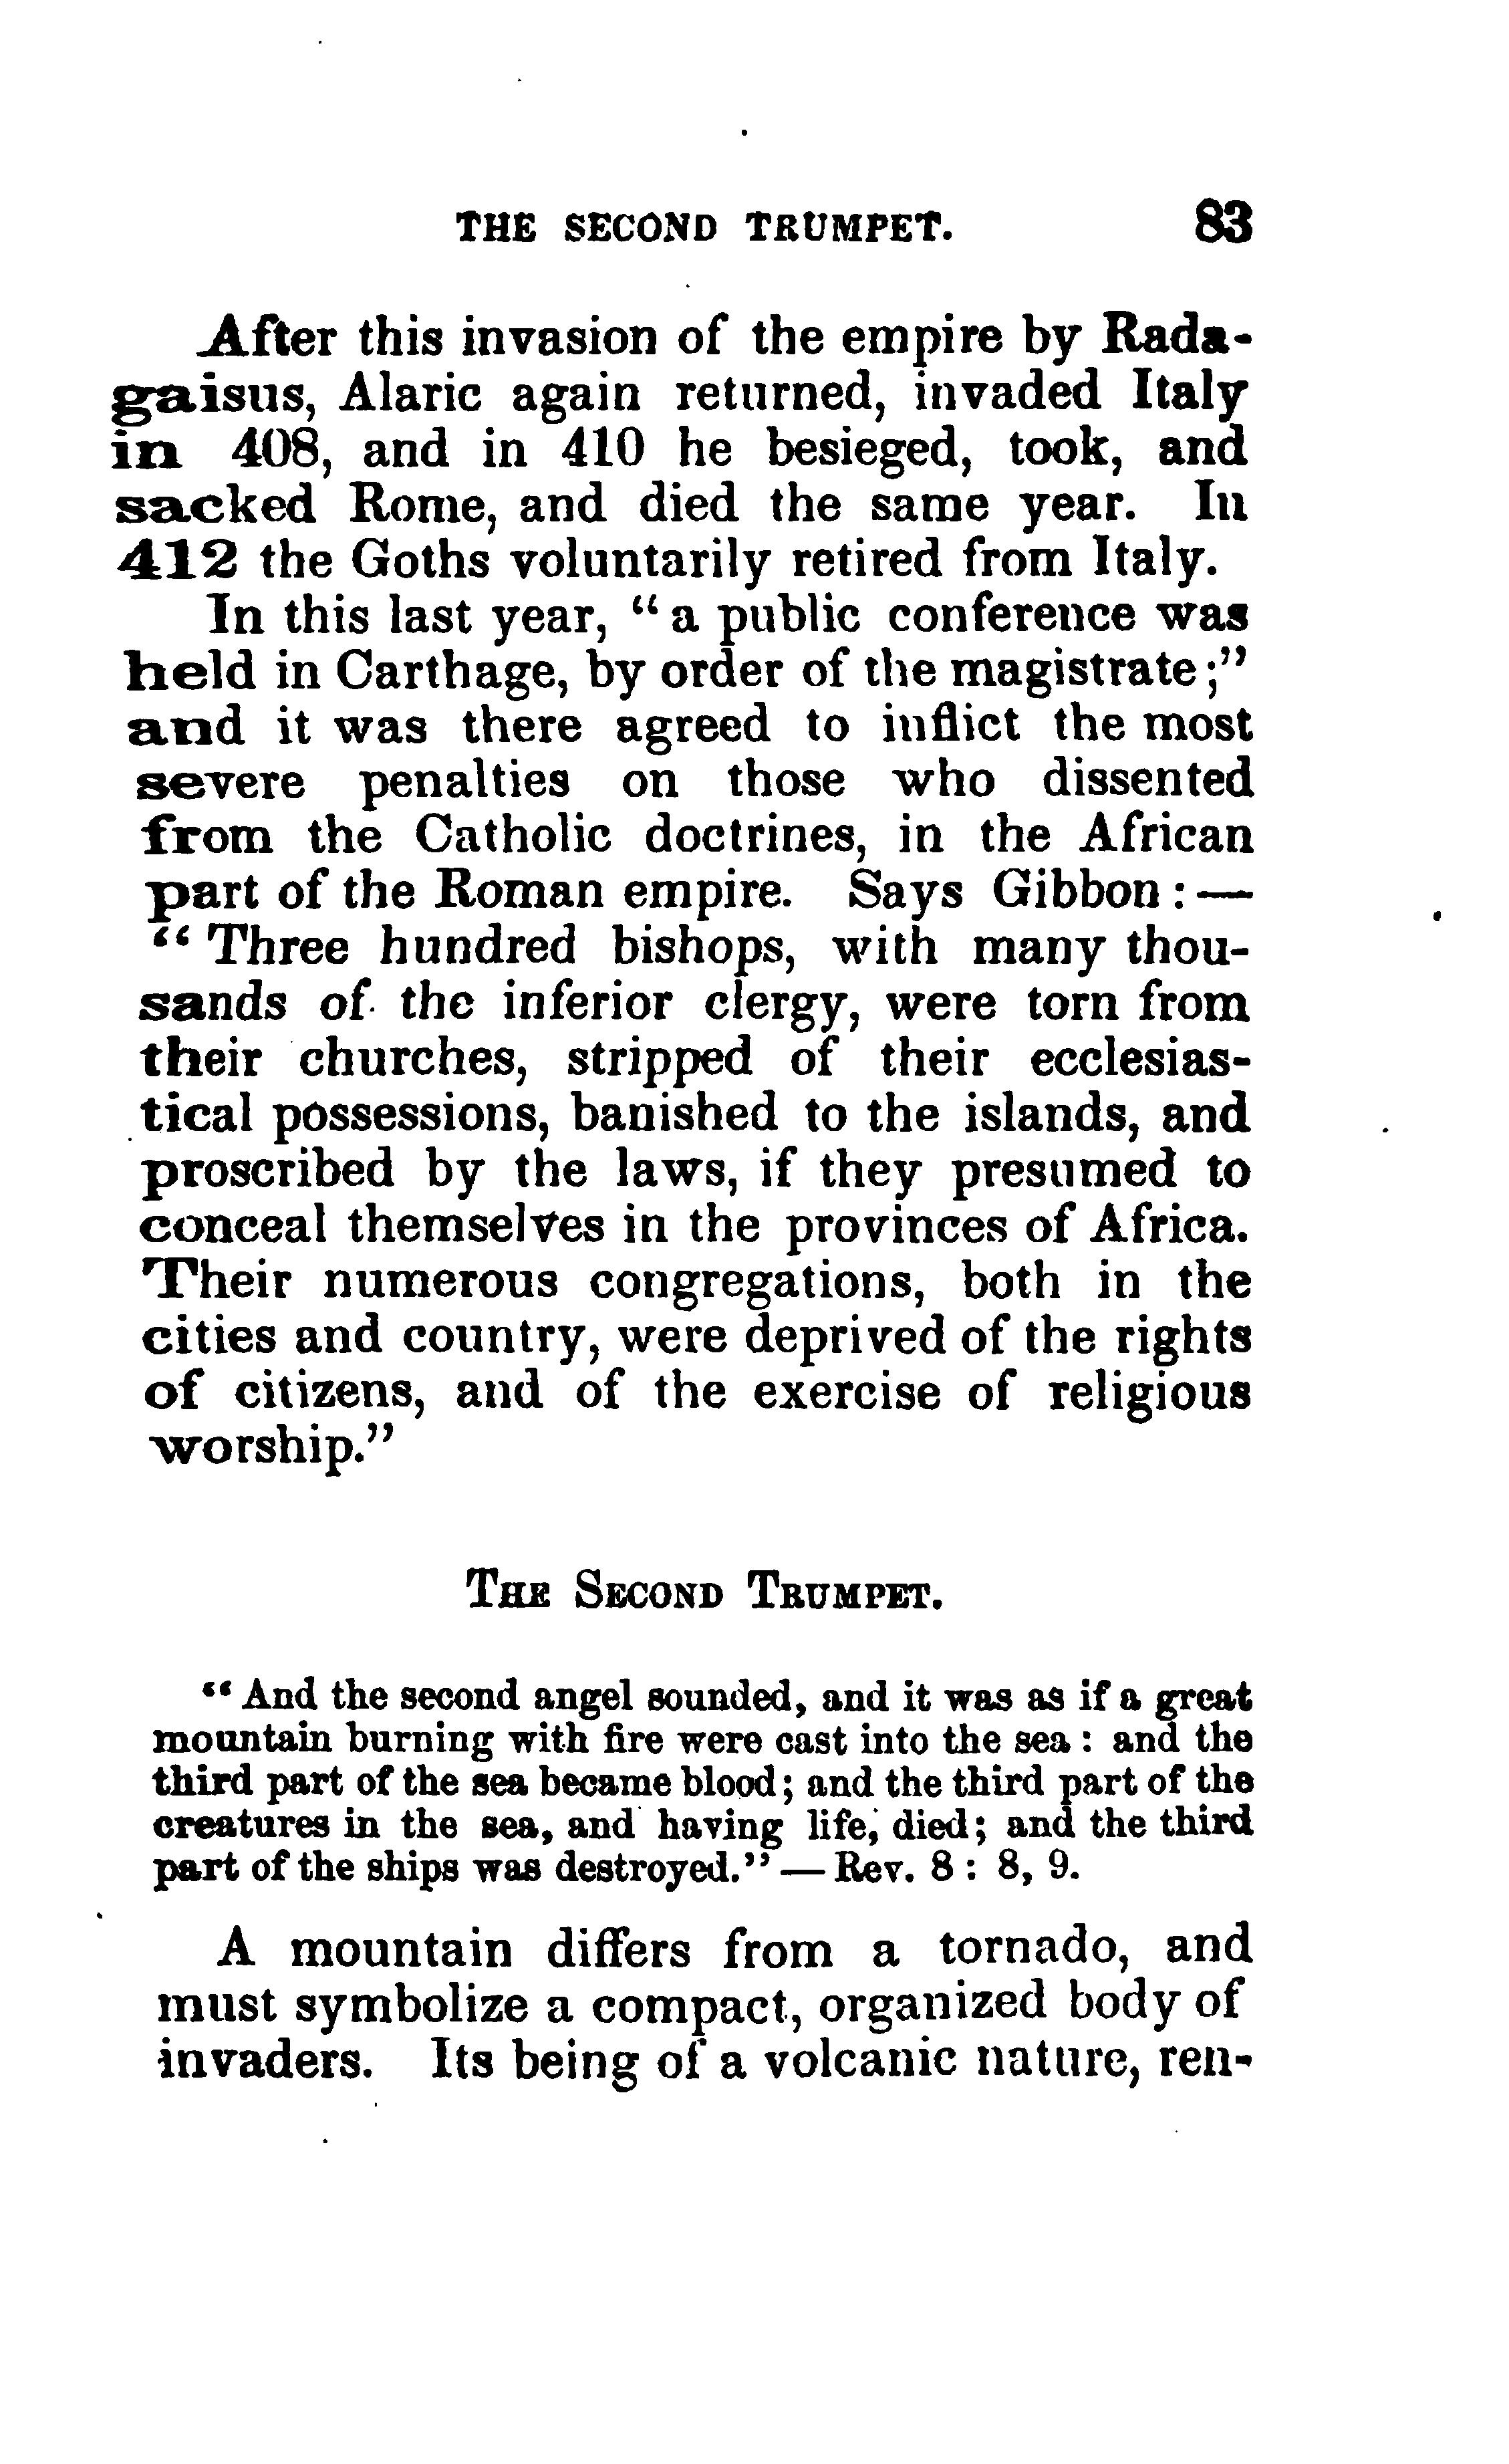 THE SECOND TRUMPET. 83
After this invasion of the empire by Rada-
gaisus, Alaric again returned, invaded Italy
in 408, and in 410 he besieged, took, and
sacked Rome, and died the same year. In
412 the Goths voluntarily retired from Italy.
In this last year, “a public conference was
held in Carthage, by order of the magistrate;”
and it was there agreed to inflict the most
severe penalties on those who dissented
from the Catholic doctrines, in the African
part of the Roman empire. Says Gibbon:—
“Three hundred bishops, with many thou-
sands of the inferior clergy, were torn from
their churches, stripped of their ecclesias-
tical possessions, banished to the islands, and
proscribed by the laws, if they presumed to
conceal themselves in the provinces of Africa.
Their numerous congregations, both in the
cities and country, were deprived of the rights
of citizens, and of the exercise of religious
worship.”
THE SECOND TRUMPET.
“And the second angel sounded, and it was as if a great
mountain burning with fire were cast into the sea: and the
third part of the sea became blood; and the third part of the
creatures in the sea, and having life, died; and the third
part of the ships was destroyed.”—Rev. 8: 8, 9.
A mountain differs from a tornado, and
must symbolize a compact, organized body of
invaders. Its being of a volcanic nature, ren-